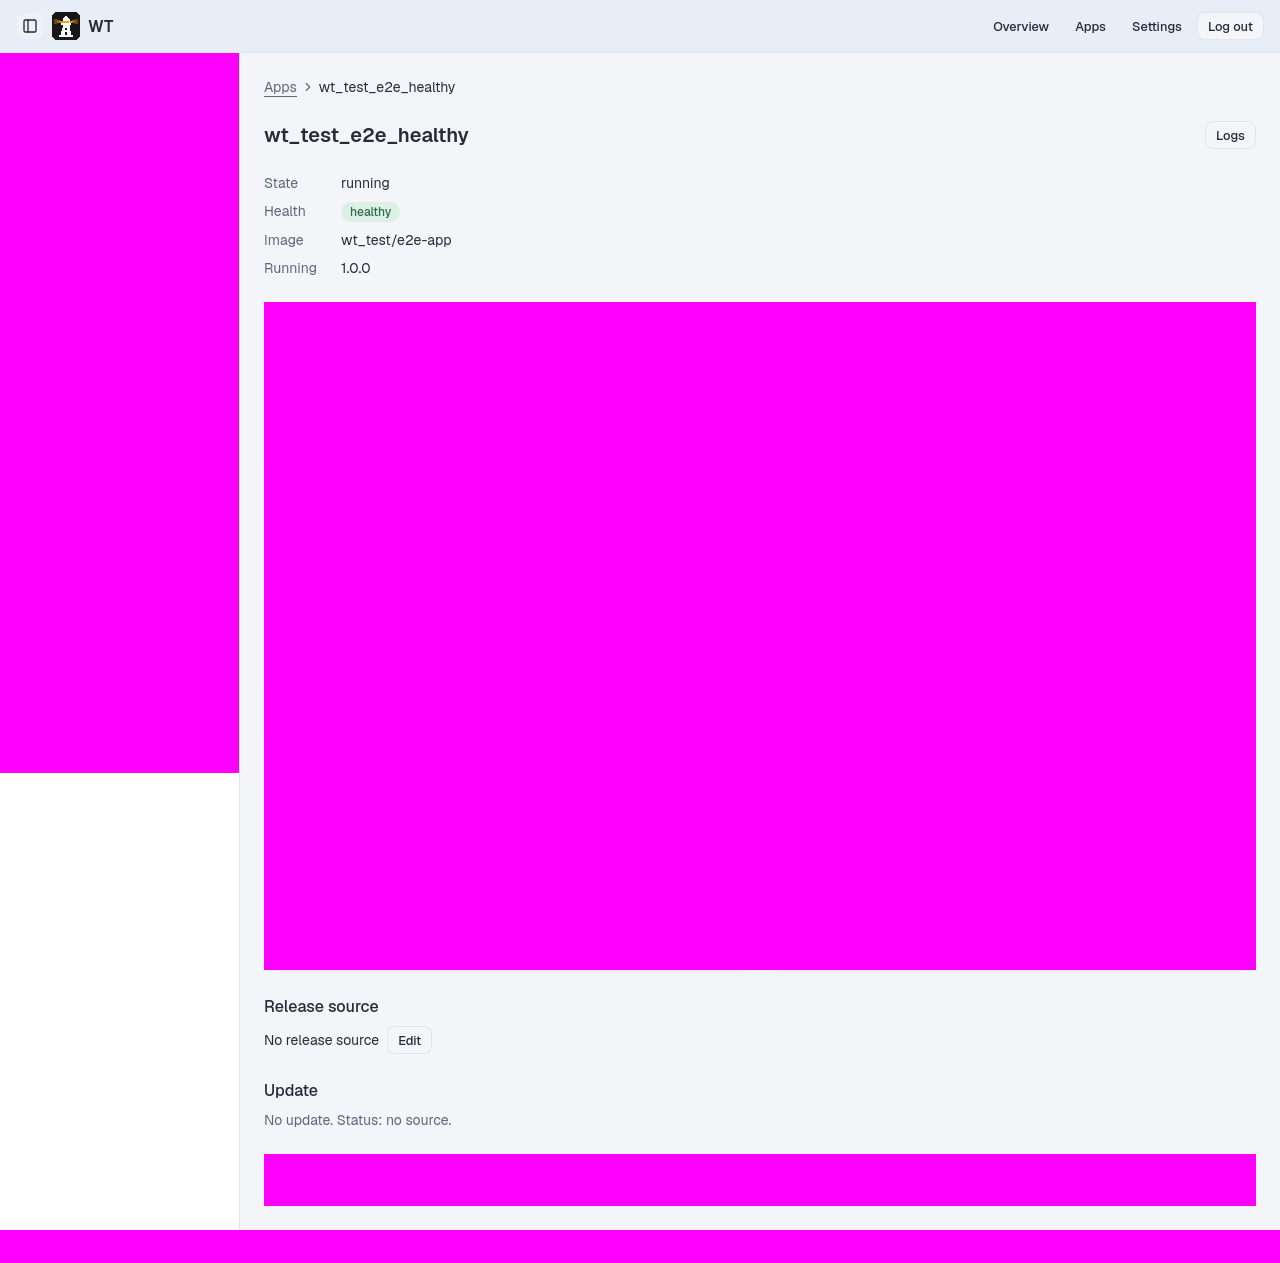 WT
Overview Apps Settings Log out
Apps > wt_test_e2e_healthy
wt_test_e2e_healthy
Logs
State running
Health healthy
Image wt_test/e2e-app
Running 1.0.0
Release source
No release source Edit
Update
No update. Status: no source.